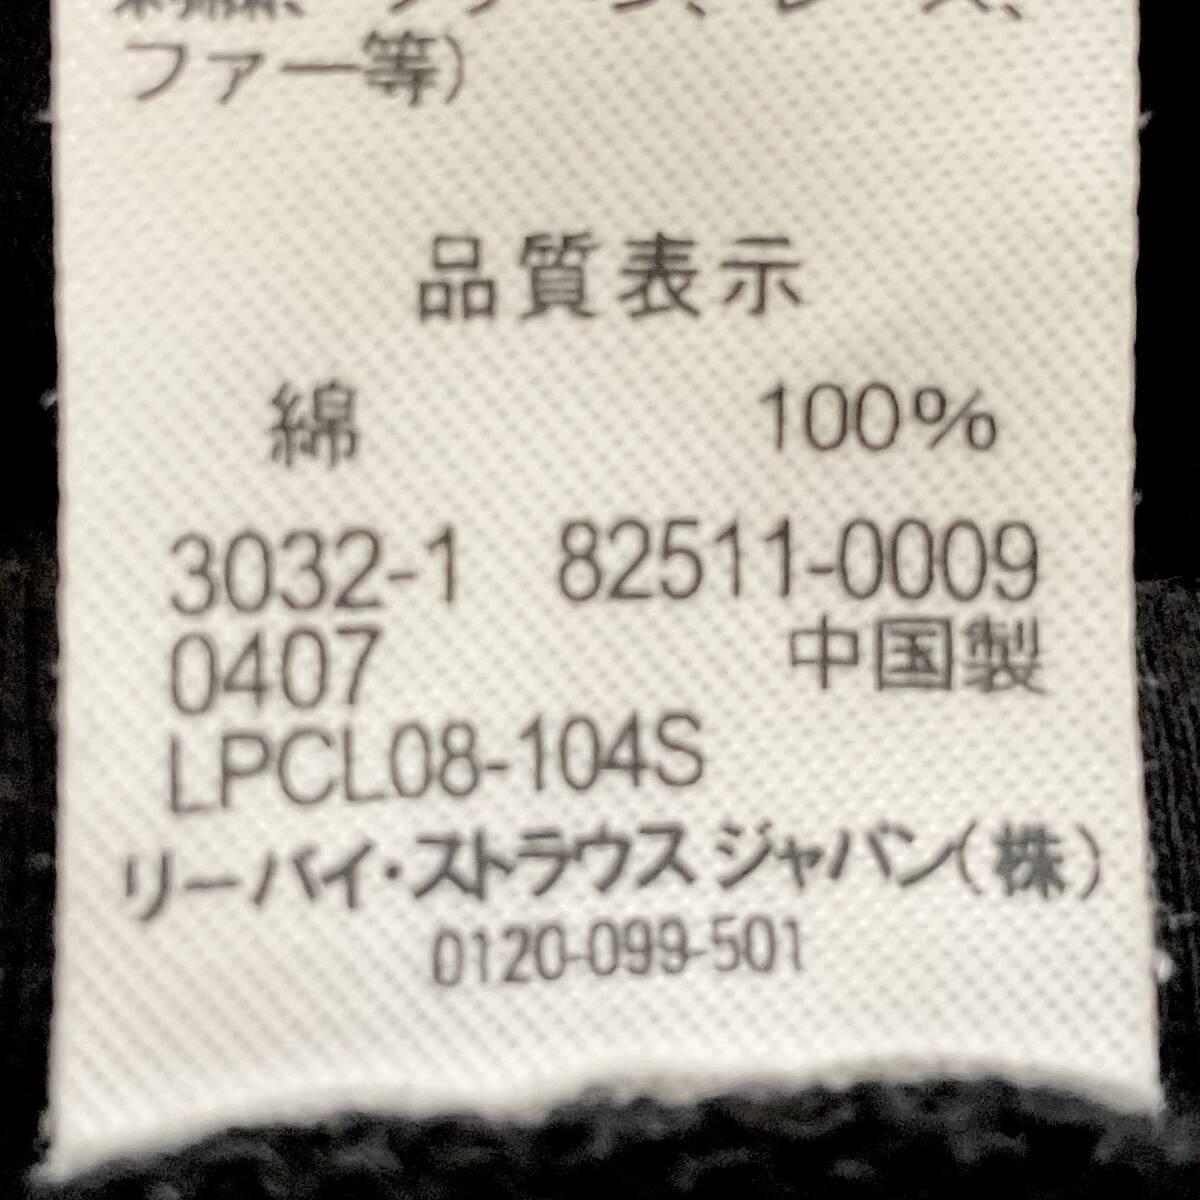 ファー等)
品質表示
綿 100%
3032-1 82511-0009
0407 中国製
LPCL08-104S
リーバイ・ストラウス ジャパン(株)
0120-099-501